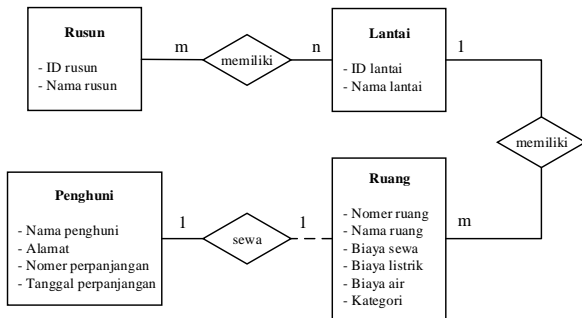 Rusun
- ID rusun
- Nama rusun
m
memiliki
n
Lantai
- ID lantai
- Nama lantai
1
memiliki
m
Penghuni
- Nama penghuni
- Alamat
- Nomer perpanjangan
- Tanggal perpanjangan
1
sewa
1
Ruang
- Nomer ruang
- Nama ruang
- Biaya sewa
- Biaya listrik
- Biaya air
- Kategori